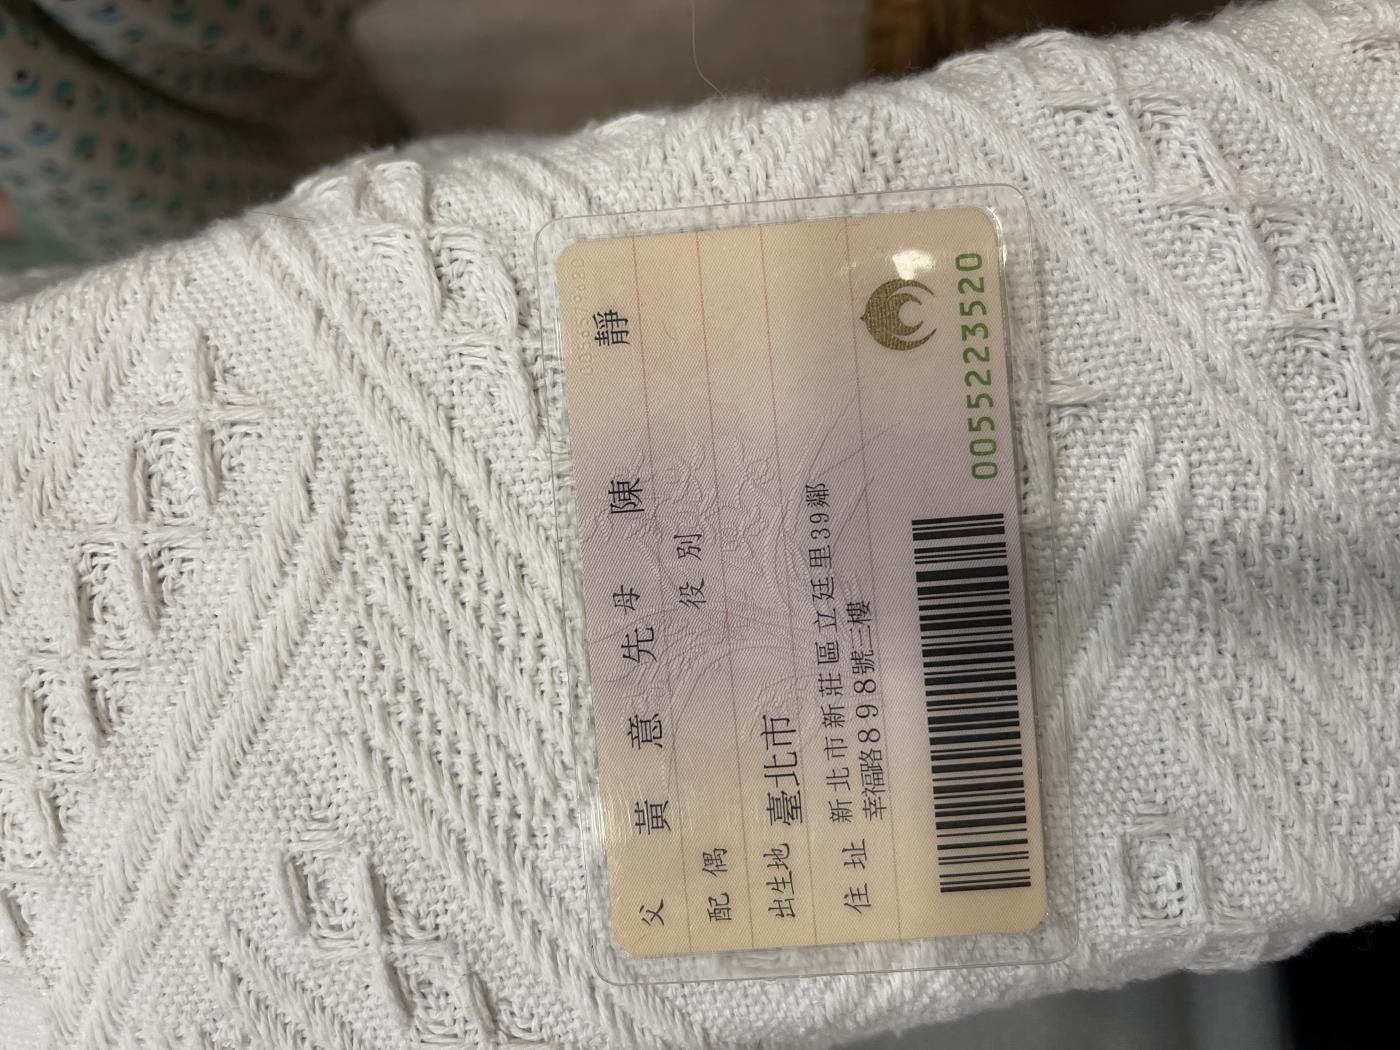 父 黃意先 母 陳 靜
配偶 役別
出生地 臺北市
住址 新北市新莊區立廷里39鄰
幸福路898號三樓
0055223520